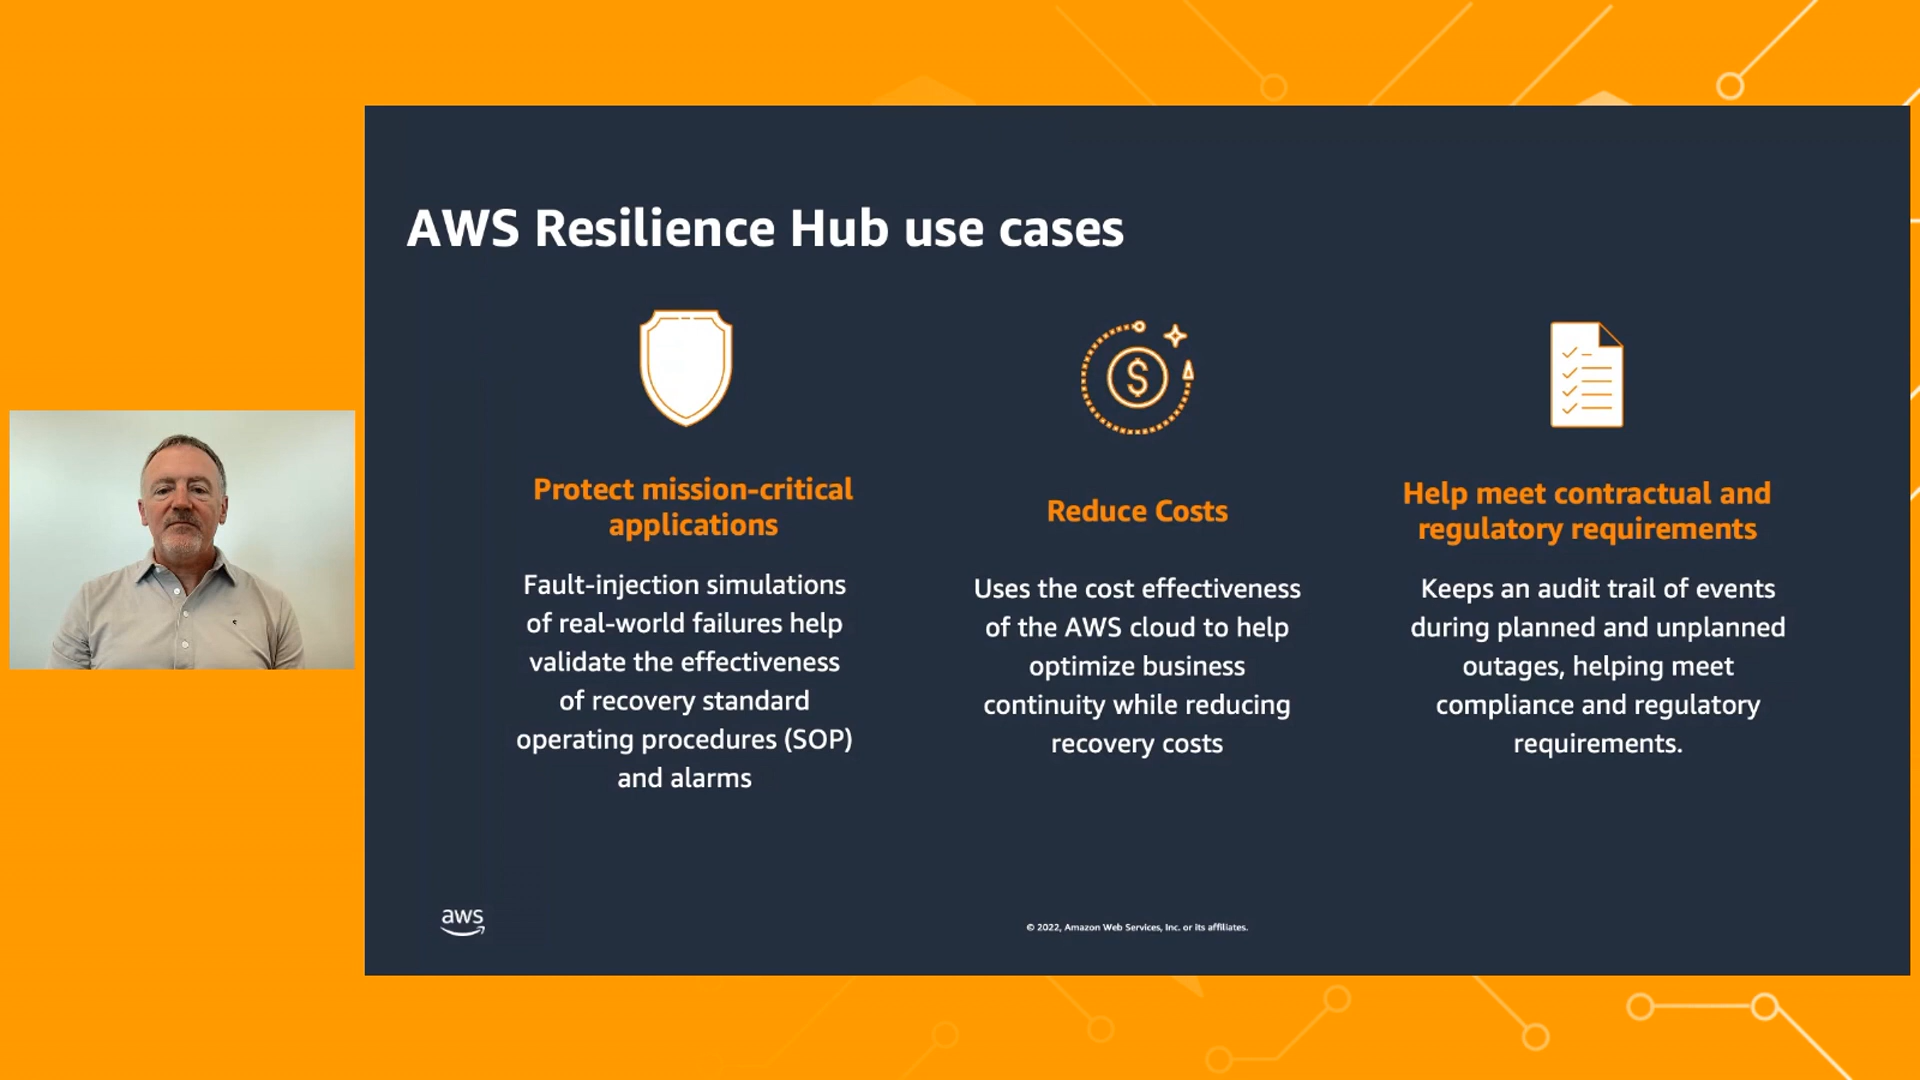 AWS Resilience Hub use cases
Protect mission-critical
applications
Fault-injection simulations
of real-world failures help
validate the effectiveness
of recovery standard
operating procedures (SOP)
and alarms
$
Reduce Costs
Uses the cost effectiveness
of the AWS cloud to help
optimize business
continuity while reducing
recovery costs
Help meet contractual and
regulatory requirements
Keeps an audit trail of events
during planned and unplanned
outages, helping meet
compliance and regulatory
requirements.
aws
© 2022, Amazon Web Services, Inc. or its affiliates.